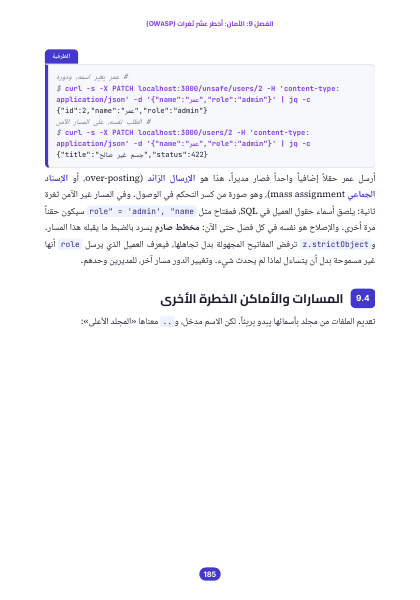 الفصل 9: الأمان: أخطر عشر ثغرات (OWASP)
الطرفية
# عمر يغيّر اسمه، ودوره
$ curl -s -X PATCH localhost:3000/unsafe/users/2 -H 'content-type:
application/json' -d '{"name":"عمر","role":"admin"}' | jq -c
{"id":2,"name":"عمر","role":"admin"}
# الطلب نفسه، على المسار الآمن
$ curl -s -X PATCH localhost:3000/users/2 -H 'content-type:
application/json' -d '{"name":"عمر","role":"admin"}' | jq -c
{"title":"جسم غير صالح","status":422}
أرسل عمر حقلاً إضافياً واحداً فصار مديراً. هذا هو الإرسال الزائد (over-posting)، أو الإسناد
الجماعي (mass assignment)، وهو صورة من كسر التحكم في الوصول. وفي المسار غير الآمن ثغرة
ثانية: يلصق أسماء حقول العميل في SQL، فمفتاح مثل role" = 'admin', "name سيكون حقناً
مرة أخرى. والإصلاح هو نفسه في كل فصل حتى الآن: مخطط صارم يسرد بالضبط ما يقبله هذا المسار.
و z.strictObject ترفض المفاتيح المجهولة بدل أن تتجاهلها، فيعرف العميل الذي يرسل role أنها
غير مسموحة بدل أن يتساءل لماذا لم يحدث شيء. وتغيير الدور مسار آخر، للمديرين وحدهم.
9.4 المسارات والأماكن الخطرة الأخرى
تقديم الملفات من مجلد بأسمائها يبدو بريئاً. لكن الاسم مدخل، و .. معناها «المجلد الأعلى»:
185